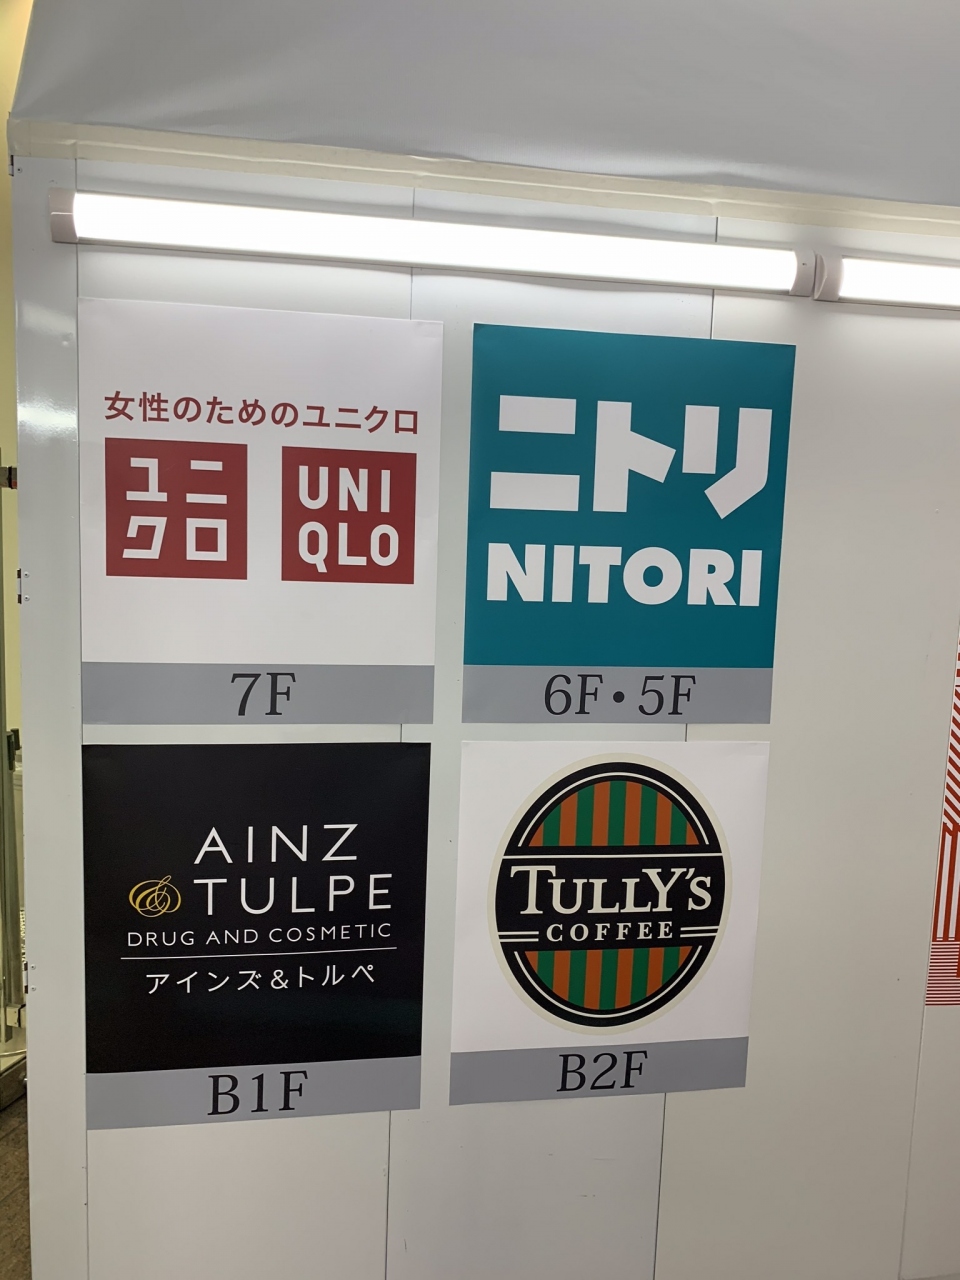 女性のためのユニクロ
ユニ
クロ
UNI
QLO
7F
ニトリ
NITORI
6F・5F
AINZ
& TULPE
DRUG AND COSMETIC
アインズ&トルペ
B1F
TULLY'S
COFFEE
B2F